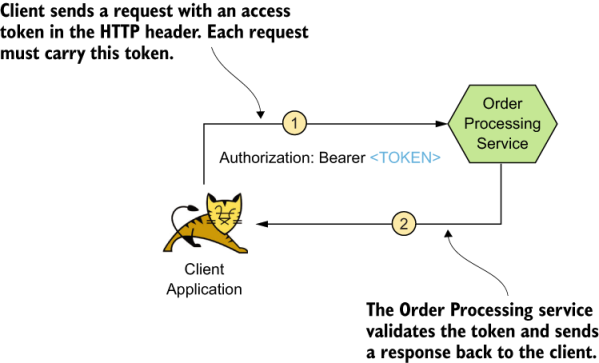 Client sends a request with an access
token in the HTTP header. Each request
must carry this token.
1
Order
Processing
Service
Authorization: Bearer <TOKEN>
2
Client
Application
The Order Processing service
validates the token and sends
a response back to the client.